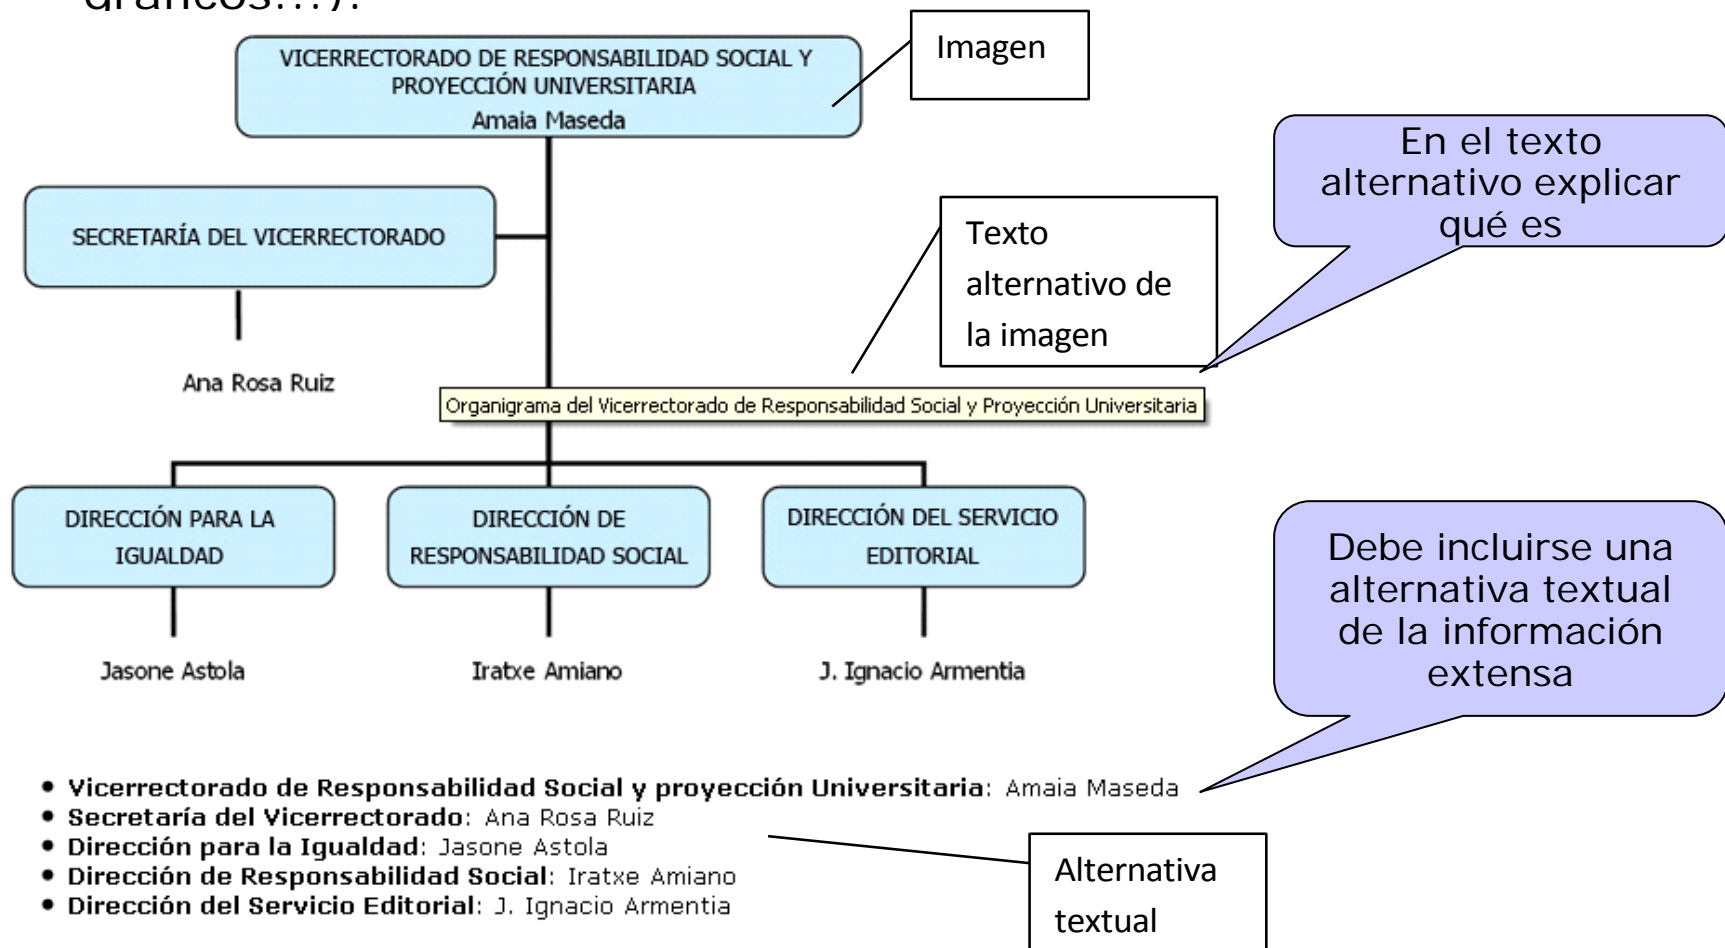 gráficos...).
VICERRECTORADO DE RESPONSABILIDAD SOCIAL Y
PROYECCIÓN UNIVERSITARIA
Amaia Maseda
Imagen
En el texto
alternativo explicar
qué es
SECRETARÍA DEL VICERRECTORADO
Texto
alternativo de
la imagen
Ana Rosa Ruiz
Organigrama del Vicerrectorado de Responsabilidad Social y Proyección Universitaria
DIRECCIÓN PARA LA
IGUALDAD
DIRECCIÓN DE
RESPONSABILIDAD SOCIAL
DIRECCIÓN DEL SERVICIO
EDITORIAL
Debe incluirse una
alternativa textual
de la información
extensa
Jasone Astola
Iratxe Amiano
J. Ignacio Armentia
• Vicerrectorado de Responsabilidad Social y proyección Universitaria: Amaia Maseda
• Secretaría del Vicerrectorado: Ana Rosa Ruiz
• Dirección para la Igualdad: Jasone Astola
• Dirección de Responsabilidad Social: Iratxe Amiano
• Dirección del Servicio Editorial: J. Ignacio Armentia
Alternativa
textual